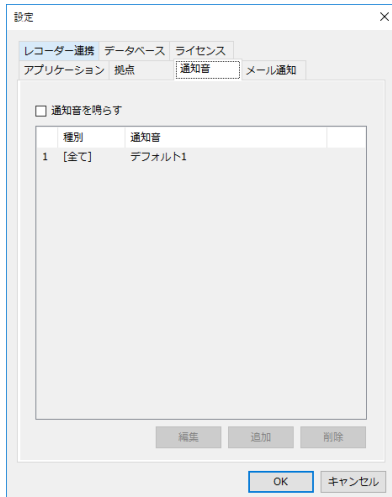 設定
レコーダー連携 データベース ライセンス
アプリケーション 拠点 通知音 メール通知
通知音を鳴らす
種別 通知音
1 [全て] デフォルト1
編集 追加 削除
OK キャンセル